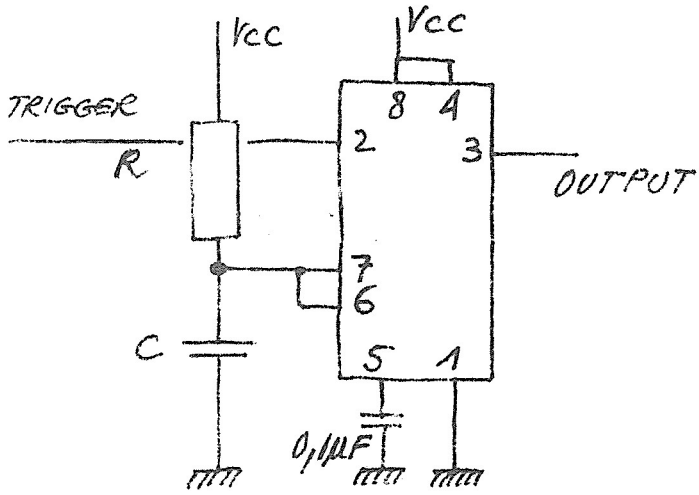 VCC
VCC
TRIGGER
8 4
2
3
R
OUTPUT
7
6
C
5 1
0,1µF